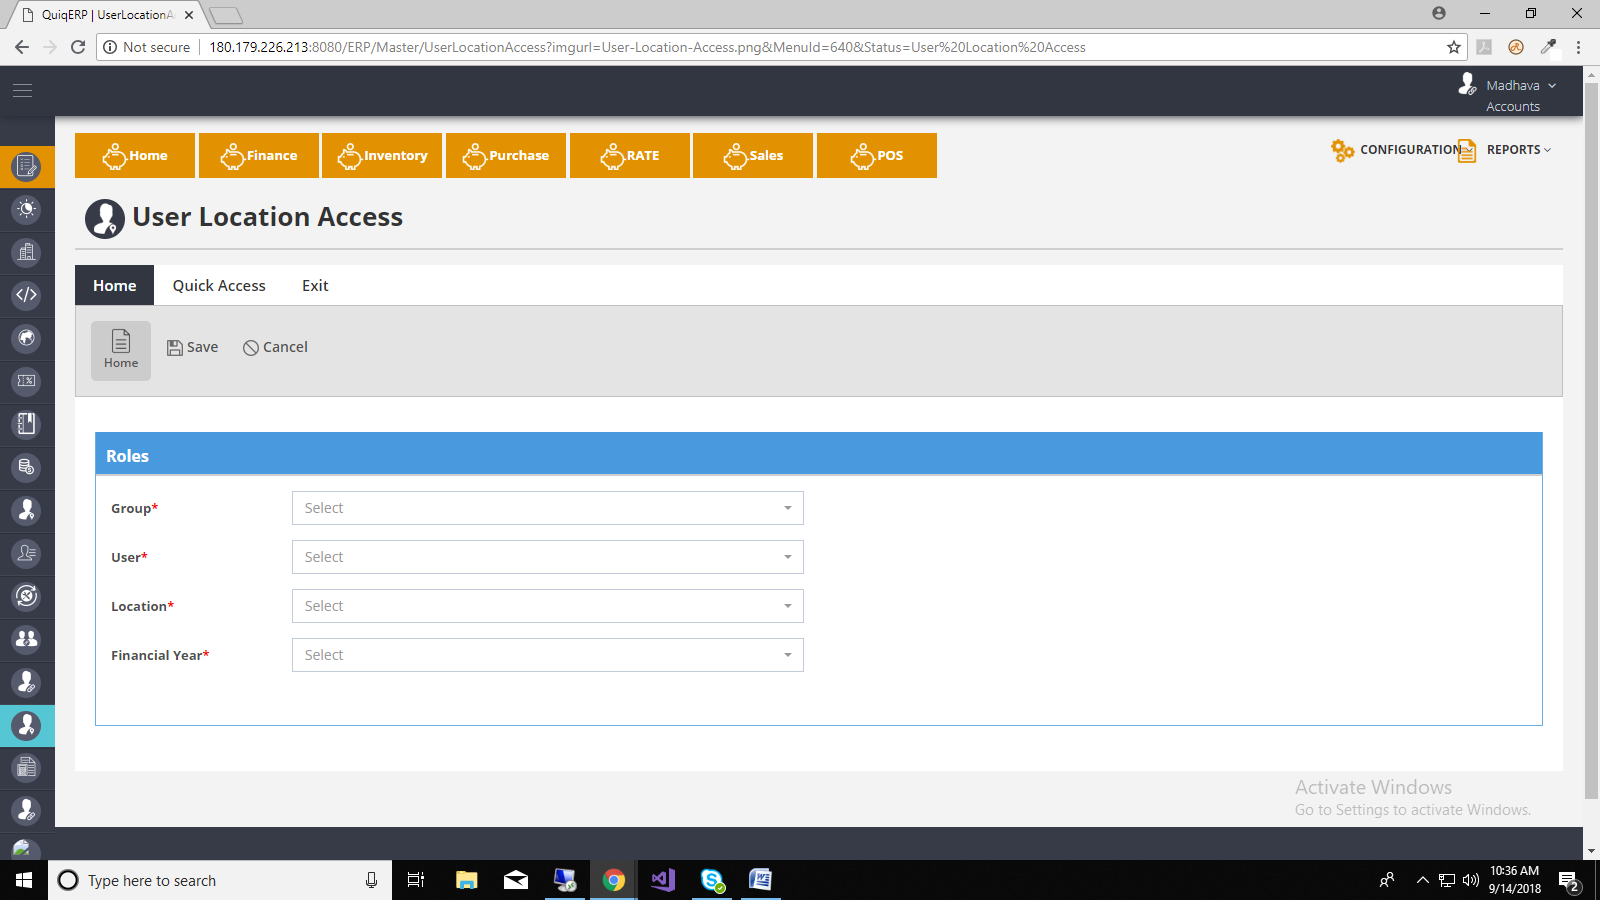 QuiqERP | UserLocationA
Not secure
180.179.226.213:8080/ERP/Master/UserLocationAccess?imgurl=User-Location-Access.png&MenuId=640&Status=User%20Location%20Access
Madhava
Accounts
Home
Finance
Inventory
Purchase
RATE
Sales
POS
CONFIGURATION
REPORTS
User Location Access
Home
Quick Access
Exit
Home
Save
Cancel
Roles
Group*
Select
User*
Select
Location*
Select
Financial Year*
Select
Activate Windows
Go to Settings to activate Windows.
Type here to search
10:36 AM
9/14/2018
2